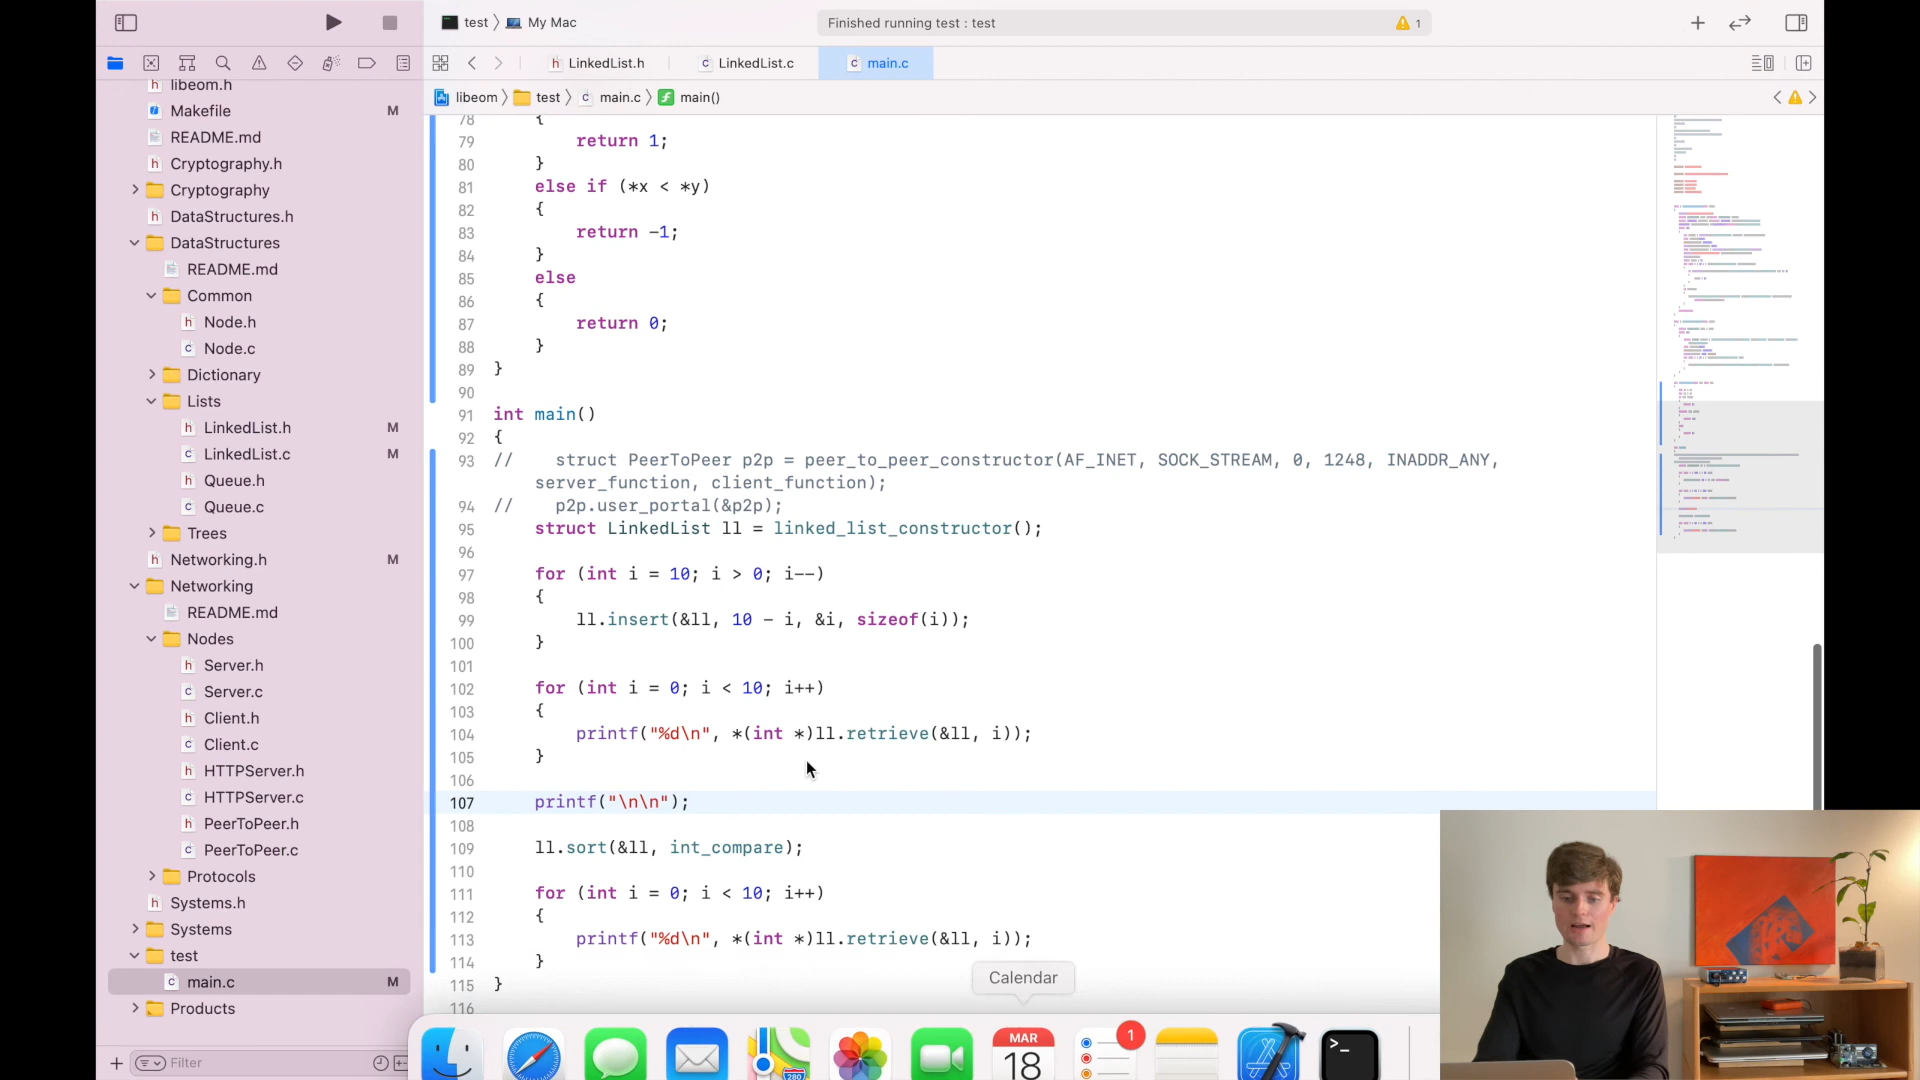 test
My Mac
Finished running test : test
1
LinkedList.h
LinkedList.c
main.c
libeom
test
main.c
main()
libeom.h
Makefile M
README.md
Cryptography.h
Cryptography
DataStructures.h
DataStructures
README.md
Common
Node.h
Node.c
Dictionary
Lists
LinkedList.h M
LinkedList.c M
Queue.h
Queue.c
Trees
Networking.h M
Networking
README.md
Nodes
Server.h
Server.c
Client.h
Client.c
HTTPServer.h
HTTPServer.c
PeerToPeer.h
PeerToPeer.c
Protocols
Systems.h
Systems
test
main.c M
Products
Filter
78 {
79 return 1;
80 }
81 else if (*x < *y)
82 {
83 return -1;
84 }
85 else
86 {
87 return 0;
88 }
89 }
90
91 int main()
92 {
93 // struct PeerToPeer p2p = peer_to_peer_constructor(AF_INET, SOCK_STREAM, 0, 1248, INADDR_ANY,
server_function, client_function);
94 // p2p.user_portal(&p2p);
95 struct LinkedList ll = linked_list_constructor();
96
97 for (int i = 10; i > 0; i--)
98 {
99 ll.insert(&ll, 10 - i, &i, sizeof(i));
100 }
101
102 for (int i = 0; i < 10; i++)
103 {
104 printf("%d\n", *(int *)ll.retrieve(&ll, i));
105 }
106
107 printf("\n\n");
108
109 ll.sort(&ll, int_compare);
110
111 for (int i = 0; i < 10; i++)
112 {
113 printf("%d\n", *(int *)ll.retrieve(&ll, i));
114 }
115 }
116
Calendar
280
MAR
18
1
>_